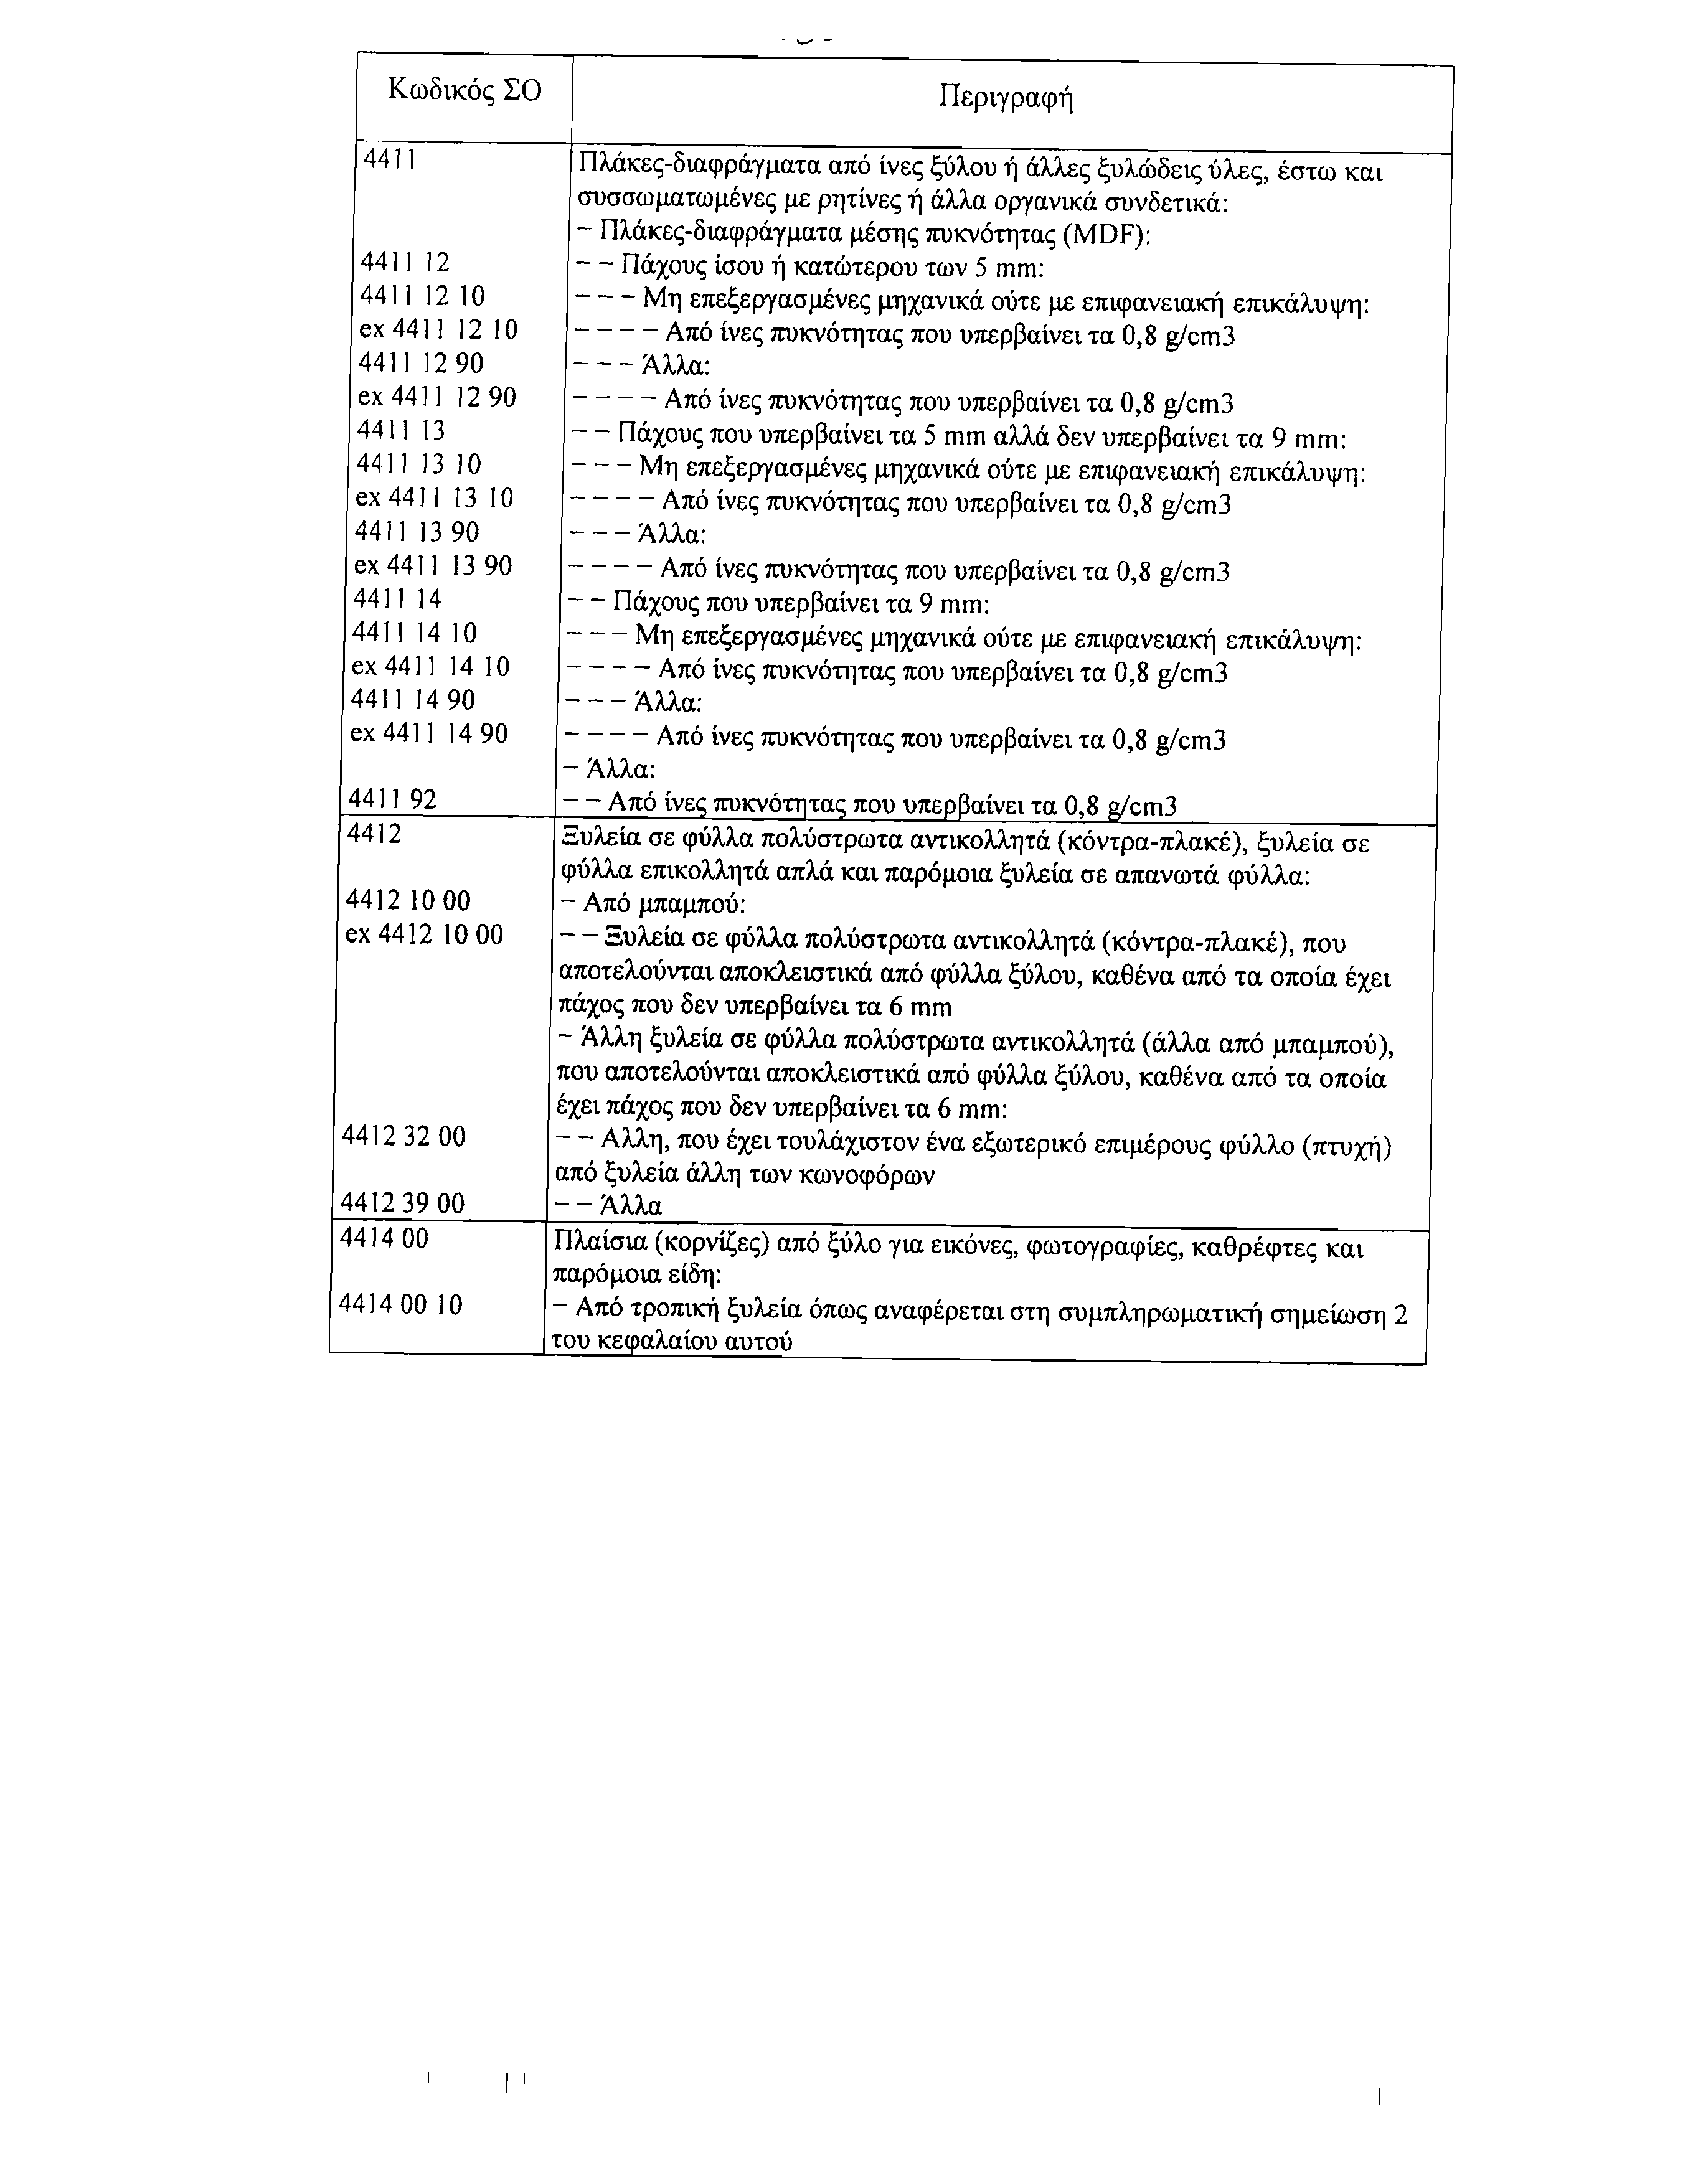 Κωδικός ΣΟ Περιγραφή
4411 Πλάκες-διαφράγματα από ίνες ξύλου ή άλλες ξυλώδεις ύλες, έστω και
συσσωματωμένες με ρητίνες ή άλλα οργανικά συνδετικά:
– Πλάκες-διαφράγματα μέσης πυκνότητας (MDF):
4411 12 – – Πάχους ίσου ή κατώτερου των 5 mm:
4411 12 10 – – – Μη επεξεργασμένες μηχανικά ούτε με επιφανειακή επικάλυψη:
ex 4411 12 10 – – – – Από ίνες πυκνότητας που υπερβαίνει τα 0,8 g/cm3
4411 12 90 – – – Άλλα:
ex 4411 12 90 – – – – Από ίνες πυκνότητας που υπερβαίνει τα 0,8 g/cm3
4411 13 – – Πάχους που υπερβαίνει τα 5 mm αλλά δεν υπερβαίνει τα 9 mm:
4411 13 10 – – – Μη επεξεργασμένες μηχανικά ούτε με επιφανειακή επικάλυψη:
ex 4411 13 10 – – – – Από ίνες πυκνότητας που υπερβαίνει τα 0,8 g/cm3
4411 13 90 – – – Άλλα:
ex 4411 13 90 – – – – Από ίνες πυκνότητας που υπερβαίνει τα 0,8 g/cm3
4411 14 – – Πάχους που υπερβαίνει τα 9 mm:
4411 14 10 – – – Μη επεξεργασμένες μηχανικά ούτε με επιφανειακή επικάλυψη:
ex 4411 14 10 – – – – Από ίνες πυκνότητας που υπερβαίνει τα 0,8 g/cm3
4411 14 90 – – – Άλλα:
ex 4411 14 90 – – – – Από ίνες πυκνότητας που υπερβαίνει τα 0,8 g/cm3
– Άλλα:
4411 92 – – Από ίνες πυκνότητας που υπερβαίνει τα 0,8 g/cm3
4412 Ξυλεία σε φύλλα πολύστρωτα αντικολλητά (κόντρα-πλακέ), ξυλεία σε
φύλλα επικολλητά απλά και παρόμοια ξυλεία σε απανωτά φύλλα:
4412 10 00 – Από μπαμπού:
ex 4412 10 00 – – Ξυλεία σε φύλλα πολύστρωτα αντικολλητά (κόντρα-πλακέ), που
αποτελούνται αποκλειστικά από φύλλα ξύλου, καθένα από τα οποία έχει
πάχος που δεν υπερβαίνει τα 6 mm
– Άλλη ξυλεία σε φύλλα πολύστρωτα αντικολλητά (άλλα από μπαμπού),
που αποτελούνται αποκλειστικά από φύλλα ξύλου, καθένα από τα οποία
έχει πάχος που δεν υπερβαίνει τα 6 mm:
4412 32 00 – – Αλλη, που έχει τουλάχιστον ένα εξωτερικό επιμέρους φύλλο (πτυχή)
από ξυλεία άλλη των κωνοφόρων
4412 39 00 – – Άλλα
4414 00 Πλαίσια (κορνίζες) από ξύλο για εικόνες, φωτογραφίες, καθρέφτες και
παρόμοια είδη:
4414 00 10 – Από τροπική ξυλεία όπως αναφέρεται στη συμπληρωματική σημείωση 2
του κεφαλαίου αυτού